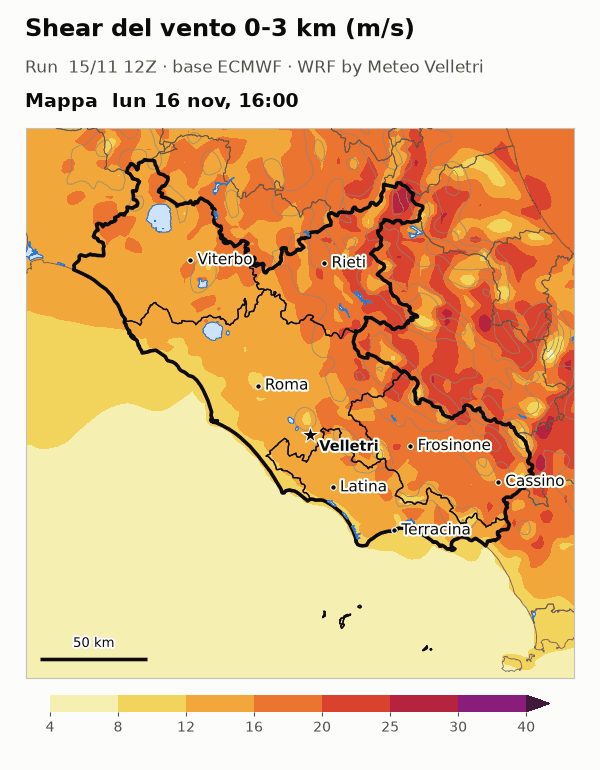 Shear del vento 0-3 km (m/s)
Run  15/11 12Z · base ECMWF · WRF by Meteo Velletri
Mappa  lun 16 nov, 16:00
Viterbo
Rieti
Roma
Velletri
Frosinone
Cassino
Latina
Terracina
50 km
4 8 12 16 20 25 30 40